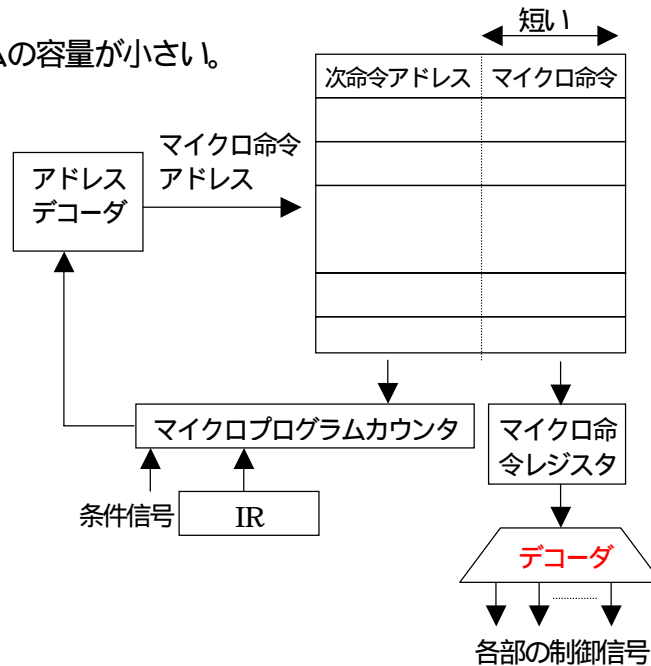 短い
ムの容量が小さい。
次命令アドレス マイクロ命令
マイクロ命令
アドレス
アドレス
デコーダ
マイクロプログラムカウンタ
マイクロ命
令レジスタ
条件信号
IR
デコーダ
各部の制御信号